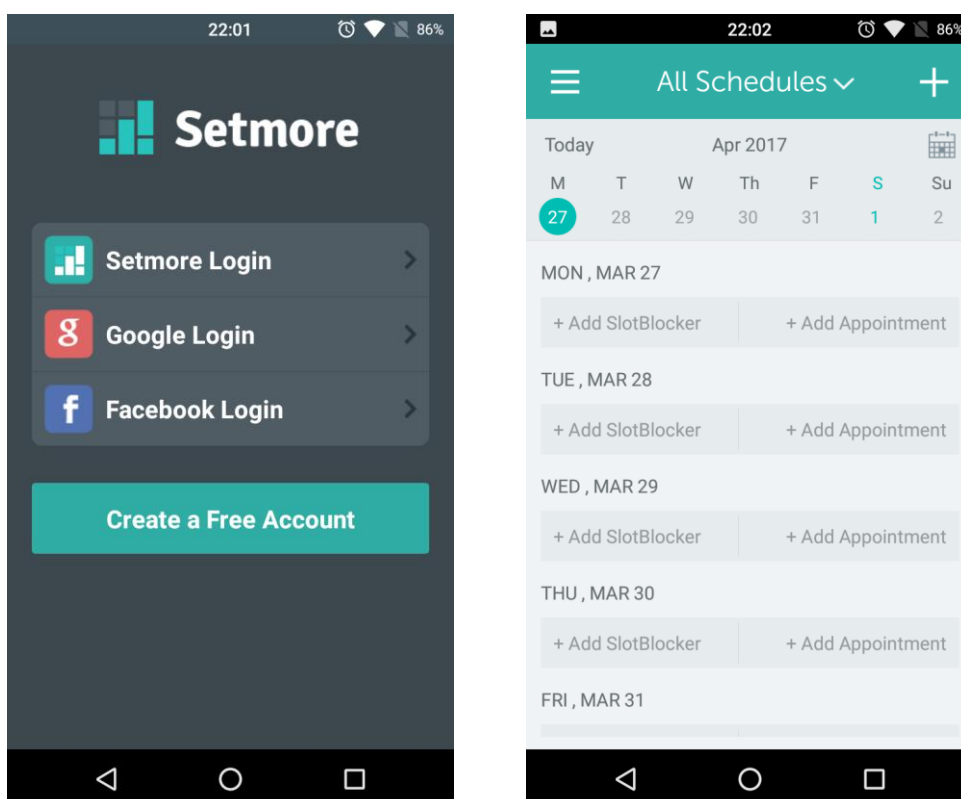 22:01 86%
Setmore
Setmore Login
g Google Login
f Facebook Login
Create a Free Account
22:02 86%
All Schedules
Today Apr 2017
M T W Th F S Su
27 28 29 30 31 1 2
MON , MAR 27
+ Add SlotBlocker + Add Appointment
TUE , MAR 28
+ Add SlotBlocker + Add Appointment
WED , MAR 29
+ Add SlotBlocker + Add Appointment
THU , MAR 30
+ Add SlotBlocker + Add Appointment
FRI , MAR 31